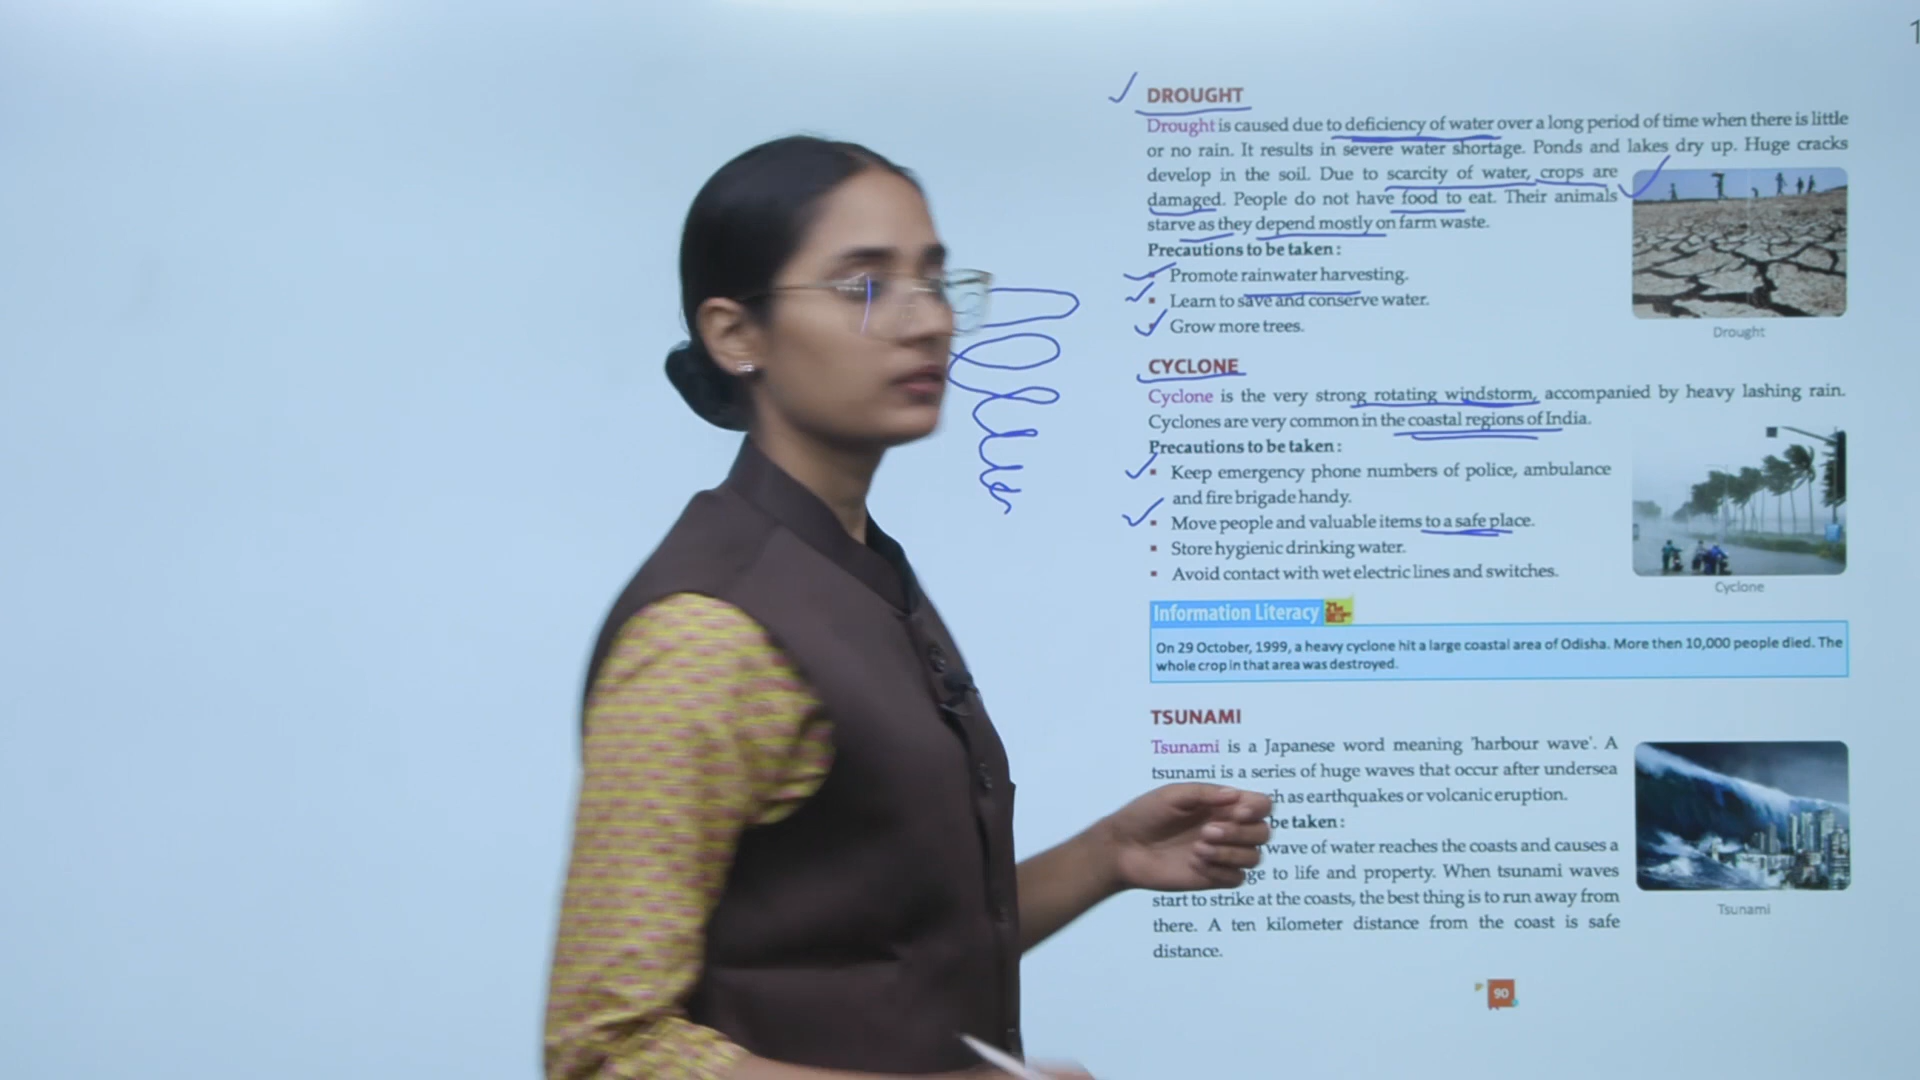 1
DROUGHT
Drought is caused due to deficiency of water over a long period of time when there is little
or no rain. It results in severe water shortage. Ponds and lakes dry up. Huge cracks
develop in the soil. Due to scarcity of water, crops are
damaged. People do not have food to eat. Their animals
starve as they depend mostly on farm waste.
Precautions to be taken :
▪ Promote rainwater harvesting.
▪ Learn to save and conserve water.
▪ Grow more trees.
Drought
CYCLONE
Cyclone is the very strong rotating windstorm, accompanied by heavy lashing rain.
Cyclones are very common in the coastal regions of India.
Precautions to be taken :
▪ Keep emergency phone numbers of police, ambulance
and fire brigade handy.
▪ Move people and valuable items to a safe place.
▪ Store hygienic drinking water.
▪ Avoid contact with wet electric lines and switches.
Cyclone
Information Literacy
On 29 October, 1999, a heavy cyclone hit a large coastal area of Odisha. More then 10,000 people died. The
whole crop in that area was destroyed.
TSUNAMI
Tsunami is a Japanese word meaning 'harbour wave'. A
tsunami is a series of huge waves that occur after undersea
as earthquakes or volcanic eruption.
be taken :
wave of water reaches the coasts and causes a
to life and property. When tsunami waves
start to strike at the coasts, the best thing is to run away from
there. A ten kilometer distance from the coast is safe
distance.
Tsunami
90